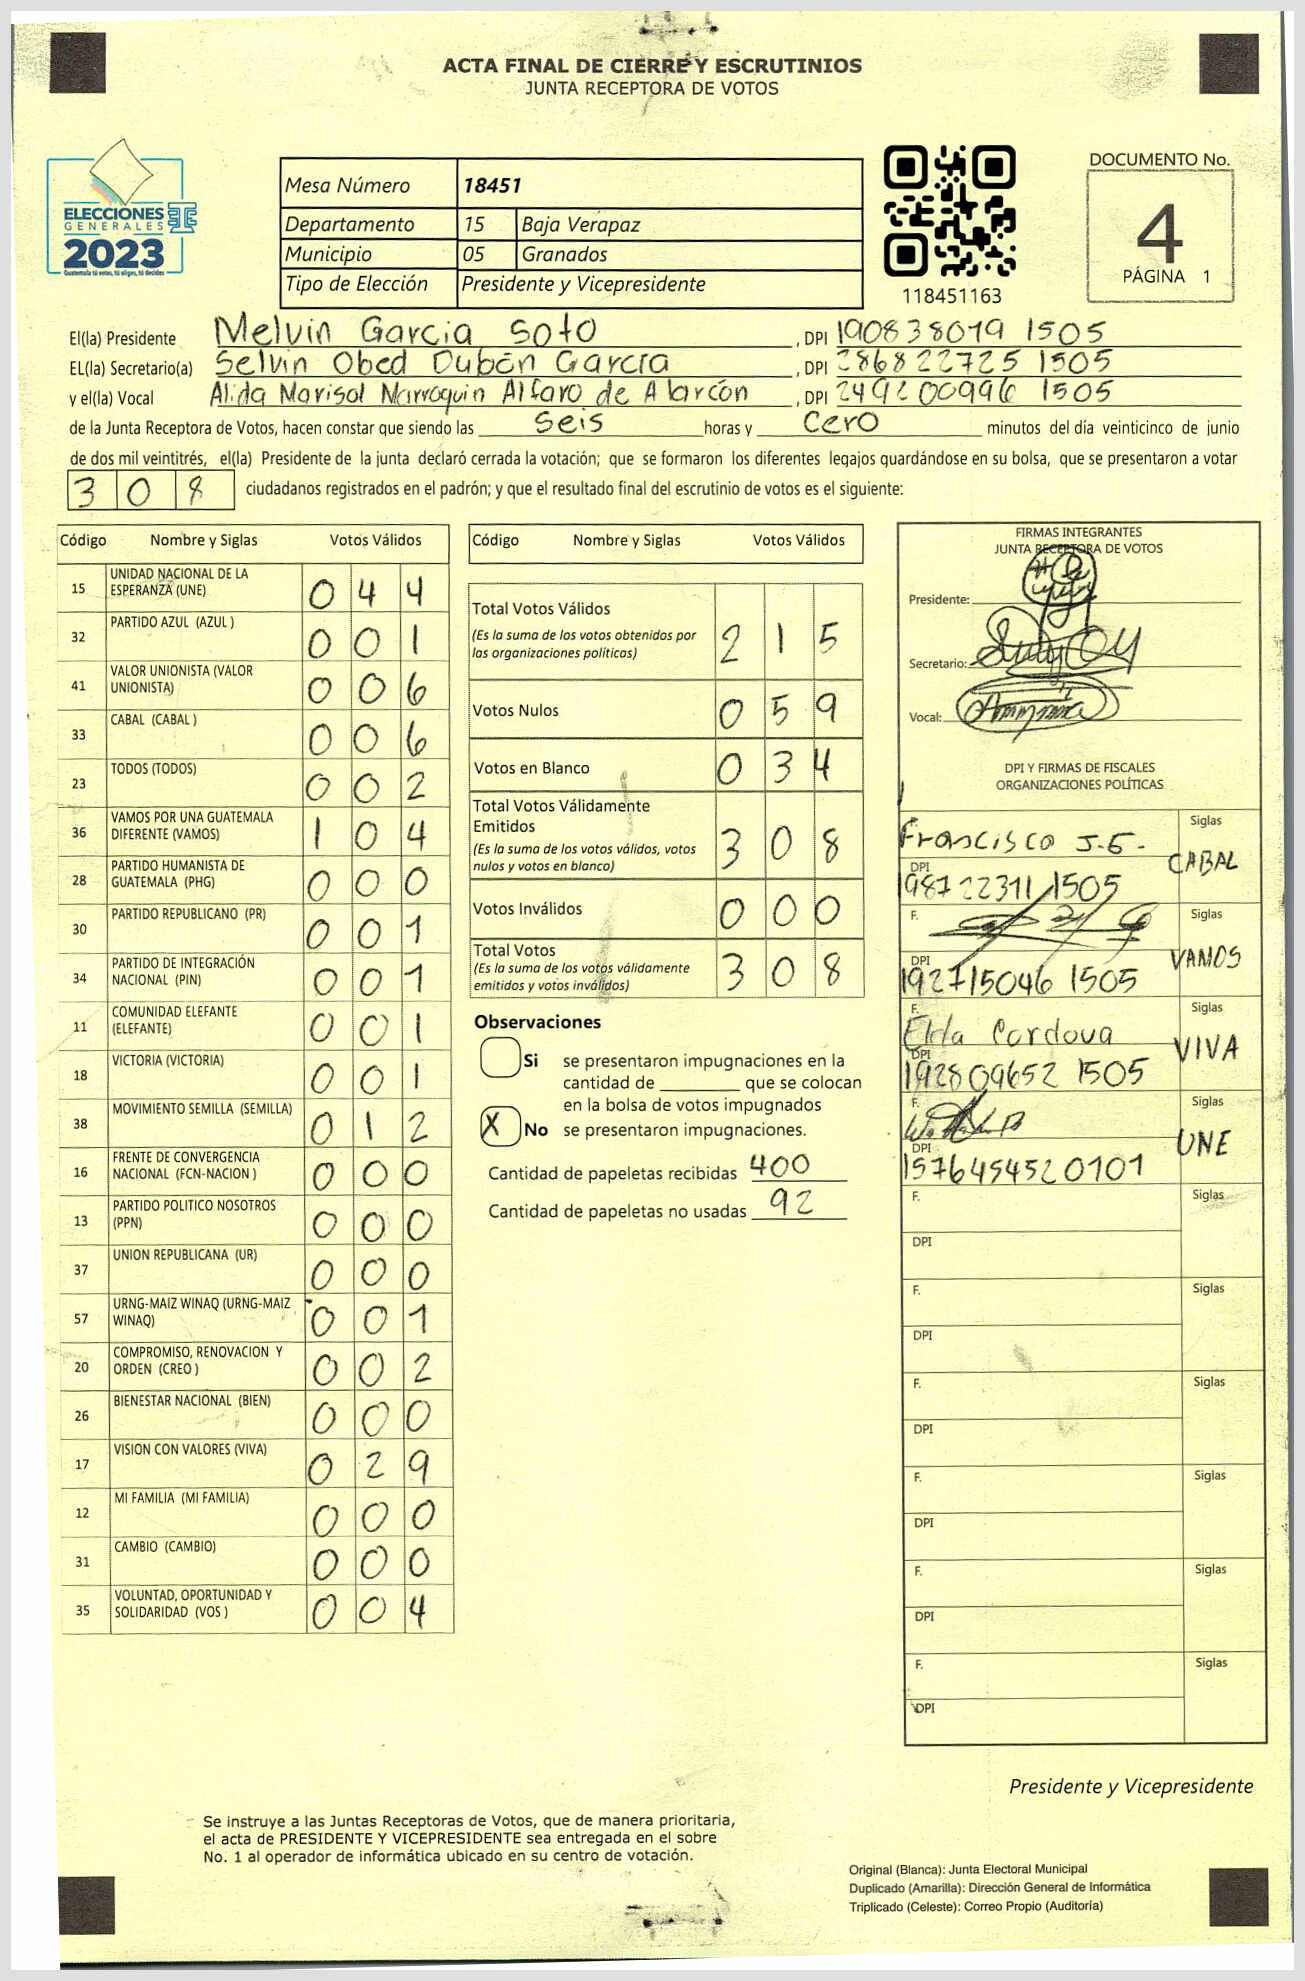 ACTA FINAL DE CIERRE Y ESCRUTINIOS
JUNTA RECEPTORA DE VOTOS
ELECCIONES
GENERALES
2023
Guatemala tú votas, tú eliges, tú decides
Mesa Número 18451
Departamento 15 Baja Verapaz
Municipio 05 Granados
Tipo de Elección Presidente y Vicepresidente
118451163
DOCUMENTO No.
4
PÁGINA 1
El(la) Presidente Melvin Garcia Soto , DPI 190838019 1505
EL(la) Secretario(a) Selvin Obed Dubón García , DPI 286822725 1505
y el(la) Vocal Alida Marisol Marroquin Alfaro de Alarcón , DPI 249200996 1505
de la Junta Receptora de Votos, hacen constar que siendo las Seis horas y Cero minutos del día veinticinco de junio
de dos mil veintitrés, el(la) Presidente de la junta declaró cerrada la votación; que se formaron los diferentes legajos guardándose en su bolsa, que se presentaron a votar
3 0 8 ciudadanos registrados en el padrón; y que el resultado final del escrutinio de votos es el siguiente:
Código Nombre y Siglas Votos Válidos
15 UNIDAD NACIONAL DE LA
ESPERANZA (UNE) 0 4 4
32 PARTIDO AZUL (AZUL ) 0 0 1
41 VALOR UNIONISTA (VALOR
UNIONISTA) 0 0 6
33 CABAL (CABAL ) 0 0 6
23 TODOS (TODOS) 0 0 2
36 VAMOS POR UNA GUATEMALA
DIFERENTE (VAMOS) 1 0 4
28 PARTIDO HUMANISTA DE
GUATEMALA (PHG) 0 0 0
30 PARTIDO REPUBLICANO (PR) 0 0 1
34 PARTIDO DE INTEGRACIÓN
NACIONAL (PIN) 0 0 1
11 COMUNIDAD ELEFANTE
(ELEFANTE) 0 0 1
18 VICTORIA (VICTORIA) 0 0 1
38 MOVIMIENTO SEMILLA (SEMILLA) 0 1 2
16 FRENTE DE CONVERGENCIA
NACIONAL (FCN-NACION ) 0 0 0
13 PARTIDO POLITICO NOSOTROS
(PPN) 0 0 0
37 UNION REPUBLICANA (UR) 0 0 0
57 URNG-MAIZ WINAQ (URNG-MAIZ
WINAQ) 0 0 1
20 COMPROMISO, RENOVACION Y
ORDEN (CREO ) 0 0 2
26 BIENESTAR NACIONAL (BIEN) 0 0 0
17 VISION CON VALORES (VIVA) 0 2 9
12 MI FAMILIA (MI FAMILIA) 0 0 0
31 CAMBIO (CAMBIO) 0 0 0
35 VOLUNTAD, OPORTUNIDAD Y
SOLIDARIDAD (VOS ) 0 0 4
Código Nombre y Siglas Votos Válidos
Total Votos Válidos
(Es la suma de los votos obtenidos por
las organizaciones políticas) 2 1 5
Votos Nulos 0 5 9
Votos en Blanco 0 3 4
Total Votos Válidamente
Emitidos
(Es la suma de los votos válidos, votos
nulos y votos en blanco) 3 0 8
Votos Inválidos 0 0 0
Total Votos
(Es la suma de los votos válidamente
emitidos y votos inválidos) 3 0 8
Observaciones
Si se presentaron impugnaciones en la
cantidad de ________ que se colocan
en la bolsa de votos impugnados
X No se presentaron impugnaciones.
Cantidad de papeletas recibidas 400
Cantidad de papeletas no usadas 92
FIRMAS INTEGRANTES
JUNTA RECEPTORA DE VOTOS
Presidente:
Secretario:
Vocal:
DPI Y FIRMAS DE FISCALES
ORGANIZACIONES POLÍTICAS
F. Francisco J.G. Siglas
DPI 198722311 1505 CABAL
F. Siglas
DPI 192715046 1505 VAMOS
F. Elda Cordova Siglas
DPI 192809652 1505 VIVA
F. Siglas
DPI 1576454520101 UNE
F. Siglas
DPI
F. Siglas
DPI
F. Siglas
DPI
F. Siglas
DPI
F. Siglas
DPI
F. Siglas
DPI
Presidente y Vicepresidente
Se instruye a las Juntas Receptoras de Votos, que de manera prioritaria,
el acta de PRESIDENTE Y VICEPRESIDENTE sea entregada en el sobre
No. 1 al operador de informática ubicado en su centro de votación.
Original (Blanca): Junta Electoral Municipal
Duplicado (Amarilla): Dirección General de Informática
Triplicado (Celeste): Correo Propio (Auditoría)